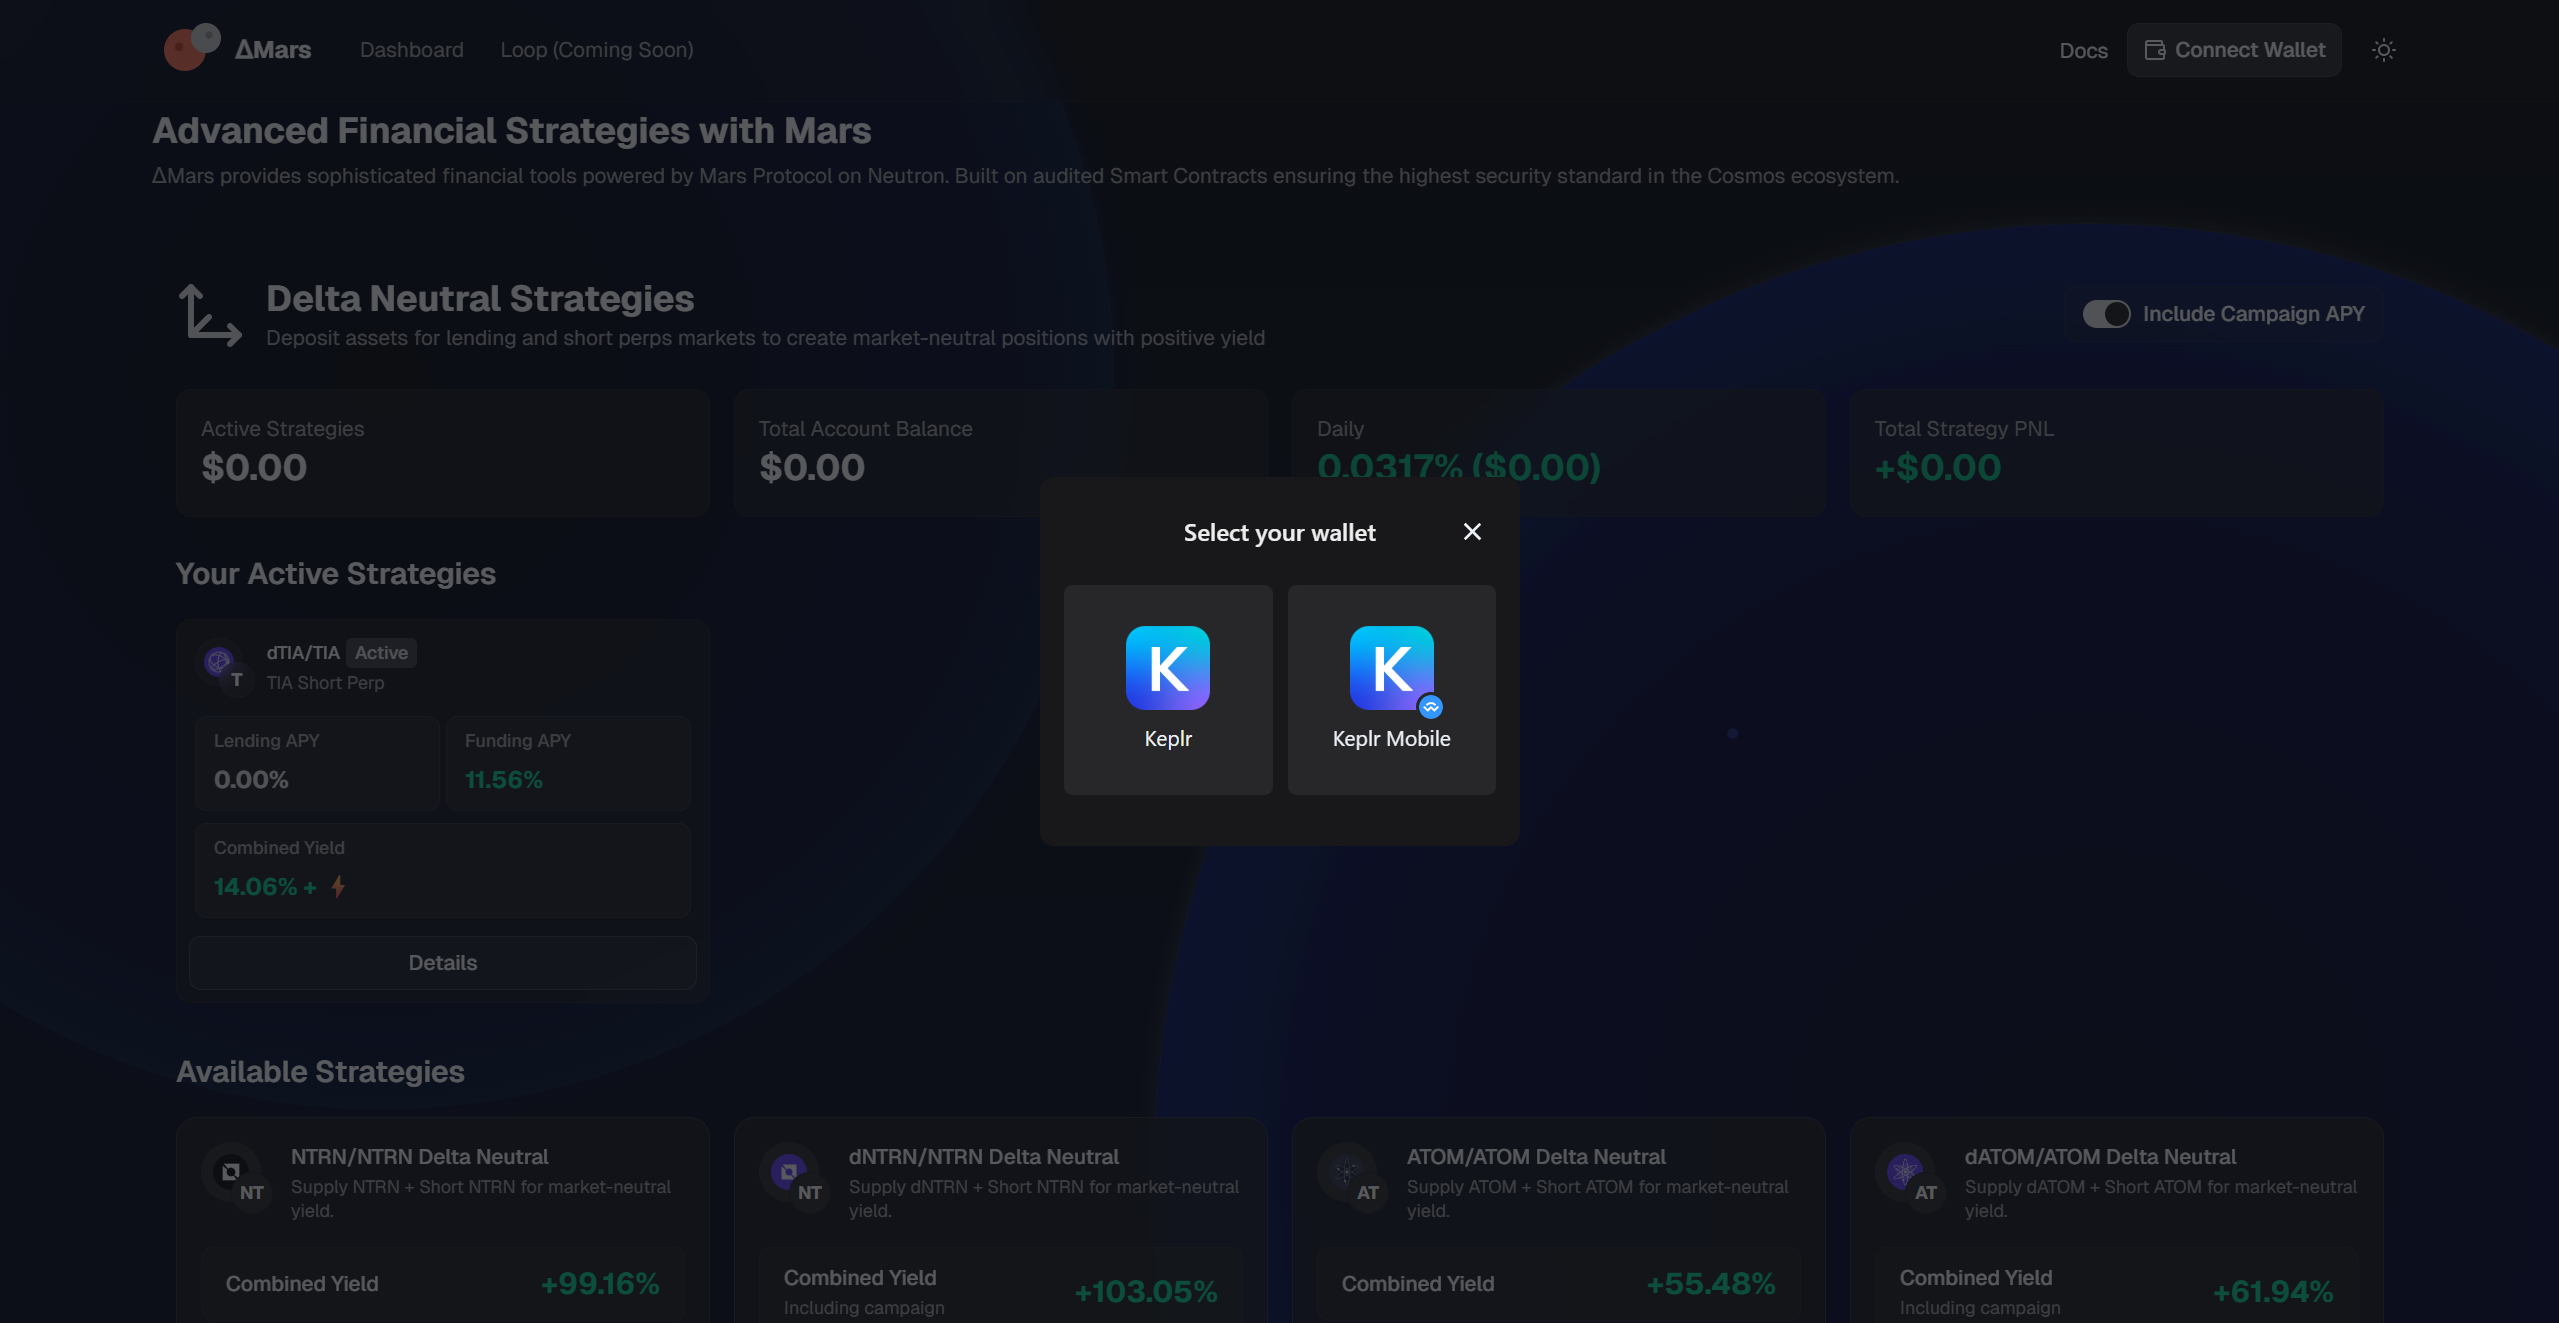 ΔMars
Dashboard
Loop (Coming Soon)
Docs
Connect Wallet
Advanced Financial Strategies with Mars
ΔMars provides sophisticated financial tools powered by Mars Protocol on Neutron. Built on audited Smart Contracts ensuring the highest security standard in the Cosmos ecosystem.
Delta Neutral Strategies
Deposit assets for lending and short perps markets to create market-neutral positions with positive yield
Include Campaign APY
Active Strategies
$0.00
Total Account Balance
$0.00
Daily
0.0317% ($0.00)
Total Strategy PNL
+$0.00
Select your wallet
K
Keplr
K
Keplr Mobile
Your Active Strategies
T
dTIA/TIA
Active
TIA Short Perp
Lending APY
0.00%
Funding APY
11.56%
Combined Yield
14.06% +
Details
Available Strategies
NT
NTRN/NTRN Delta Neutral
Supply NTRN + Short NTRN for market-neutral
yield.
Combined Yield
+99.16%
NT
dNTRN/NTRN Delta Neutral
Supply dNTRN + Short NTRN for market-neutral
yield.
Combined Yield
Including campaign
+103.05%
AT
ATOM/ATOM Delta Neutral
Supply ATOM + Short ATOM for market-neutral
yield.
Combined Yield
+55.48%
AT
dATOM/ATOM Delta Neutral
Supply dATOM + Short ATOM for market-neutral
yield.
Combined Yield
Including campaign
+61.94%